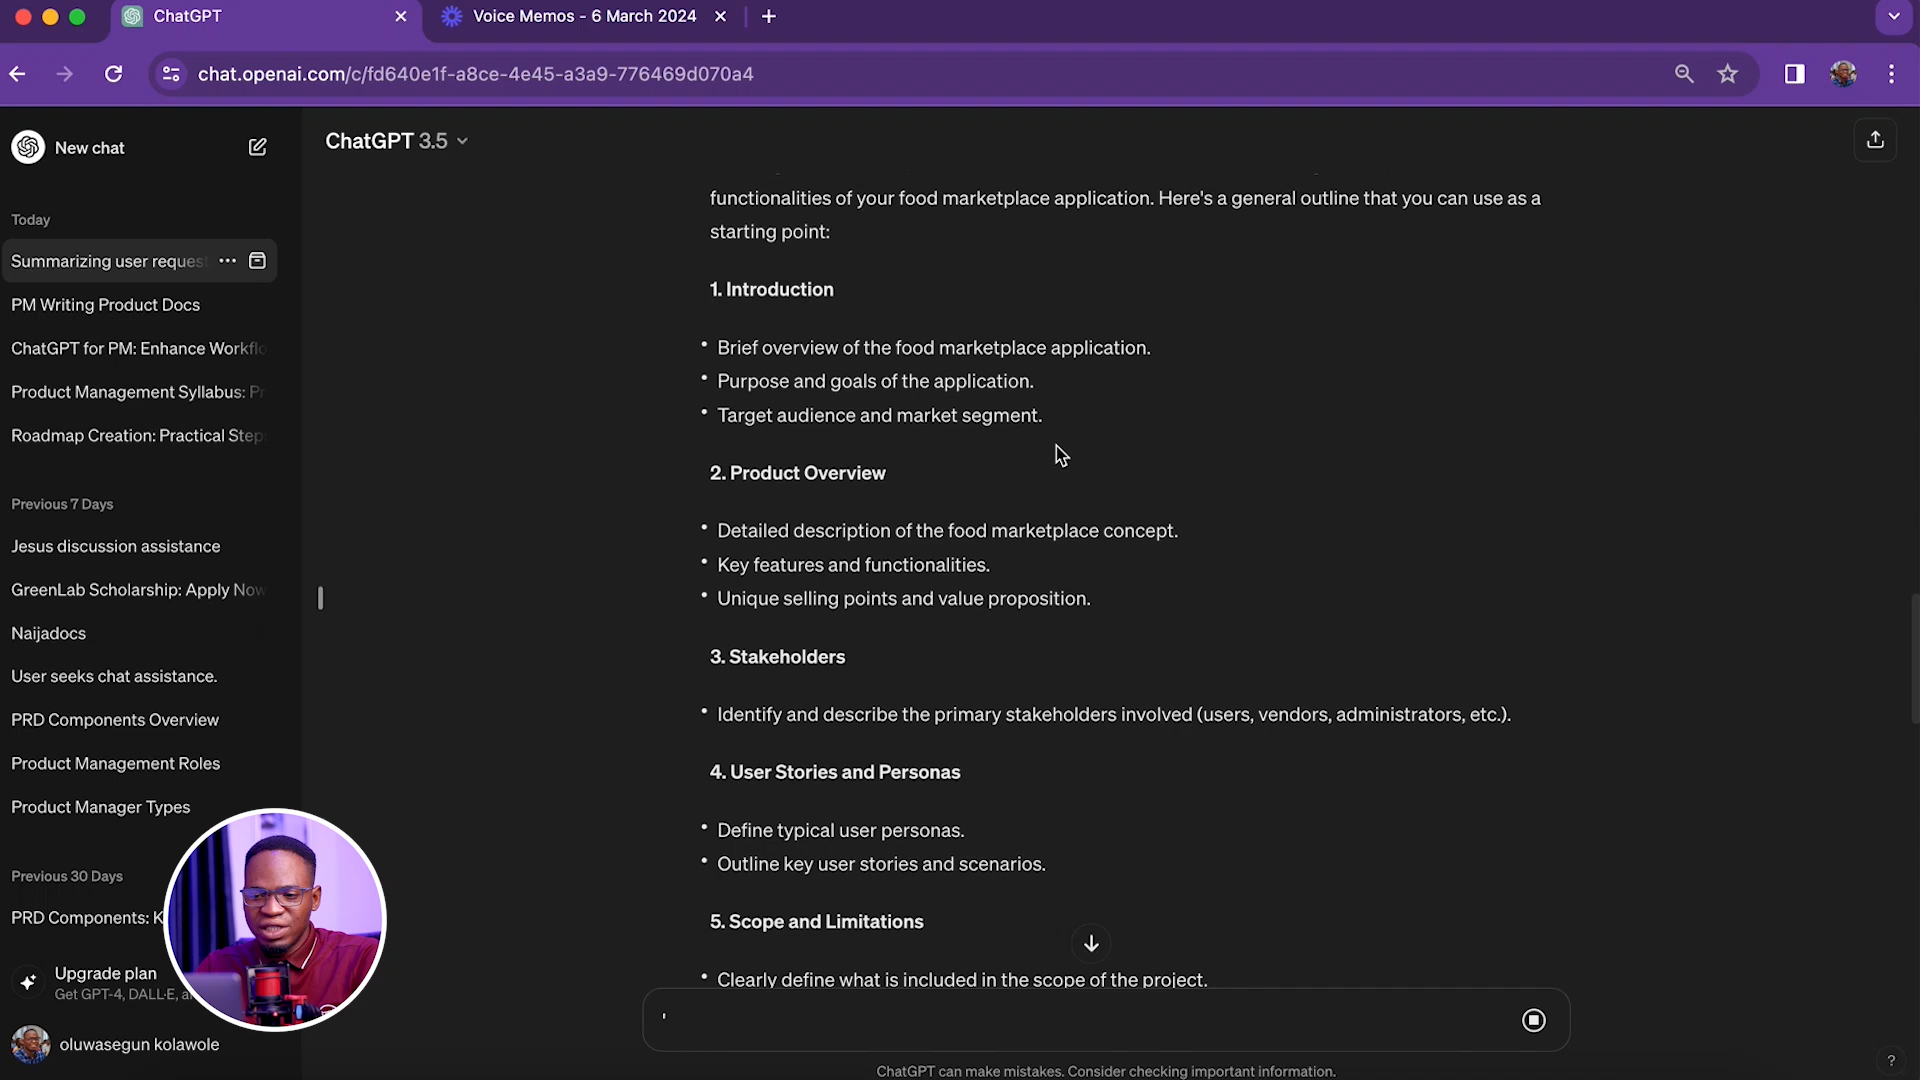 ChatGPT
Voice Memos - 6 March 2024
chat.openai.com/c/fd640e1f-a8ce-4e45-a3a9-776469d070a4
New chat
ChatGPT 3.5
Today
Summarizing user reques
PM Writing Product Docs
ChatGPT for PM: Enhance Workflo
Product Management Syllabus: Pr
Roadmap Creation: Practical Step
Previous 7 Days
Jesus discussion assistance
GreenLab Scholarship: Apply Now
Naijadocs
User seeks chat assistance.
PRD Components Overview
Product Management Roles
Product Manager Types
Previous 30 Days
PRD Components: K
Upgrade plan
Get GPT-4, DALL·E, a
oluwasegun kolawole
functionalities of your food marketplace application. Here's a general outline that you can use as a
starting point:
1. Introduction
• Brief overview of the food marketplace application.
• Purpose and goals of the application.
• Target audience and market segment.
2. Product Overview
• Detailed description of the food marketplace concept.
• Key features and functionalities.
• Unique selling points and value proposition.
3. Stakeholders
• Identify and describe the primary stakeholders involved (users, vendors, administrators, etc.).
4. User Stories and Personas
• Define typical user personas.
• Outline key user stories and scenarios.
5. Scope and Limitations
• Clearly define what is included in the scope of the project.
'
ChatGPT can make mistakes. Consider checking important information.
?